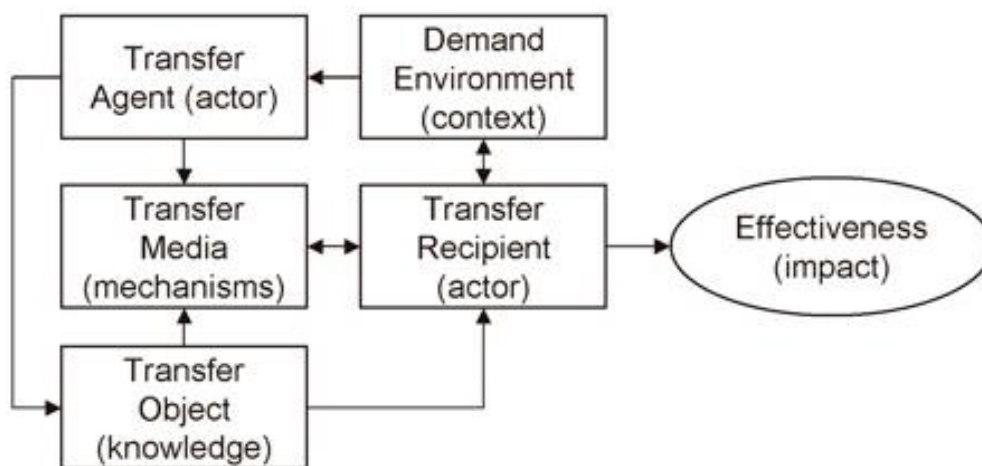 Transfer
Agent (actor)
Demand
Environment
(context)
Transfer
Media
(mechanisms)
Transfer
Recipient
(actor)
Effectiveness
(impact)
Transfer
Object
(knowledge)